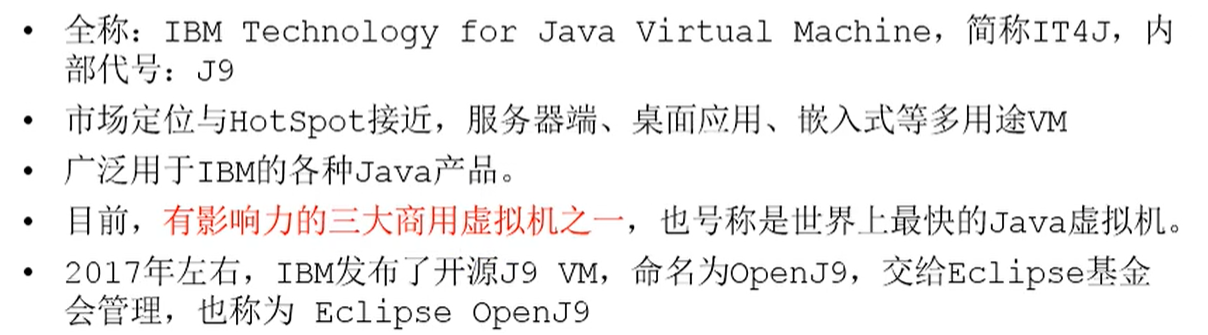 • 全称：IBM Technology for Java Virtual Machine，简称IT4J，内
部代号：J9
• 市场定位与HotSpot接近，服务器端、桌面应用、嵌入式等多用途VM
• 广泛用于IBM的各种Java产品。
• 目前，有影响力的三大商用虚拟机之一，也号称是世界上最快的Java虚拟机。
• 2017年左右，IBM发布了开源J9 VM，命名为OpenJ9，交给Eclipse基金
会管理，也称为 Eclipse OpenJ9